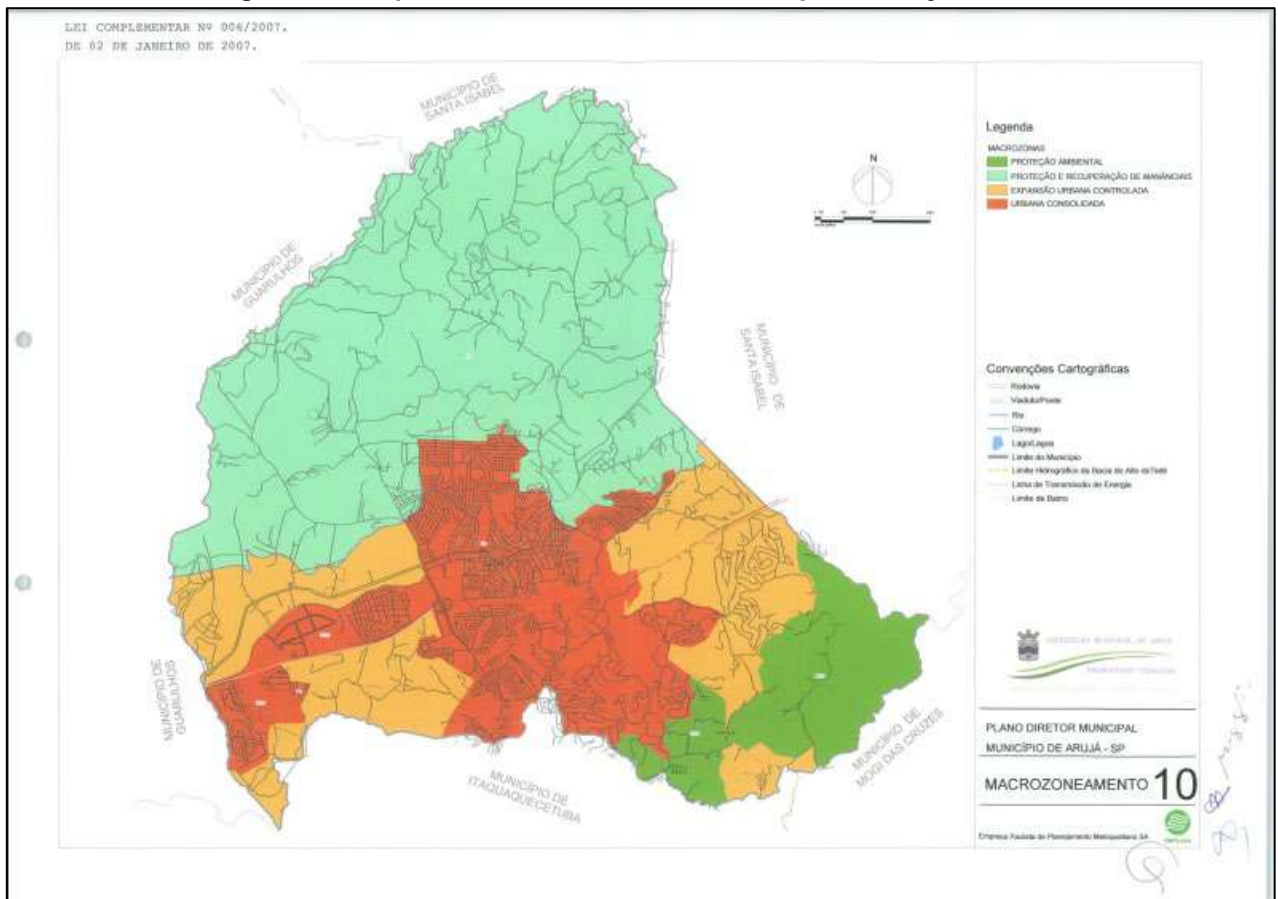 LEI COMPLEMENTAR Nº 006/2007.
DE 02 DE JANEIRO DE 2007.
MUNICÍPIO DE
SANTA ISABEL
MUNICÍPIO DE
GUARULHOS
MUNICÍPIO DE
SANTA ISABEL
MUNICÍPIO DE
GUARULHOS
MUNICÍPIO DE
ITAQUAQUECETUBA
MUNICÍPIO DE
MOGI DAS CRUZES
N
Legenda
MACROZONAS
PROTEÇÃO AMBIENTAL
PROTEÇÃO E RECUPERAÇÃO DE MANANCIAIS
EXPANSÃO URBANA CONTROLADA
URBANA CONSOLIDADA
Convenções Cartográficas
Rodovia
Viaduto/Ponte
Rio
Córrego
Lago/Lagoa
Limite do Município
Limite Hidrográfico da Bacia do Alto do Tietê
Linha de Transmissão de Energia
Limite de Bairro
PLANO DIRETOR MUNICIPAL
MUNICÍPIO DE ARUJÁ - SP
MACROZONEAMENTO 10
Empresa Paulista de Planejamento Metropolitano SA